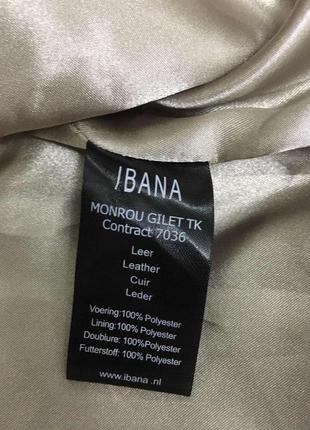 IBANA
MONROU GILET TK
Contract 7036
Leer
Leather
Cuir
Leder
Voering:100% Polyester
Lining:100% Polyester
Doublure: 100%Polyester
Futterstoff: 100% Polyester
www.ibana .nl